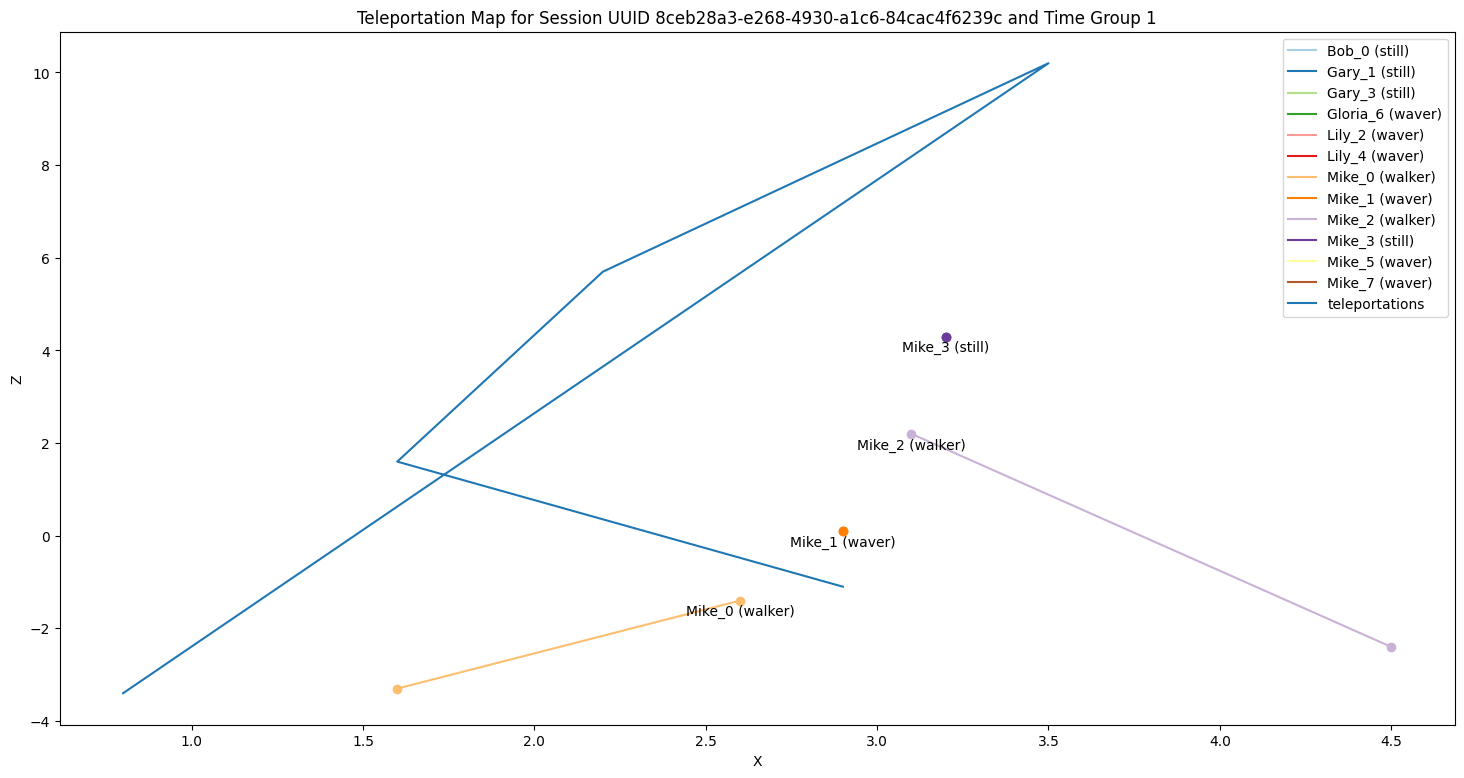 Teleportation Map for Session UUID 8ceb28a3-e268-4930-a1c6-84cac4f6239c and Time Group 1
Bob_0 (still)
Gary_1 (still)
Gary_3 (still)
Gloria_6 (waver)
Lily_2 (waver)
Lily_4 (waver)
Mike_0 (walker)
Mike_1 (waver)
Mike_2 (walker)
Mike_3 (still)
Mike_5 (waver)
Mike_7 (waver)
teleportations
10
8
6
4
2
0
−2
−4
Z
Mike_3 (still)
Mike_2 (walker)
Mike_1 (waver)
Mike_0 (walker)
1.0 1.5 2.0 2.5 3.0 3.5 4.0 4.5
X